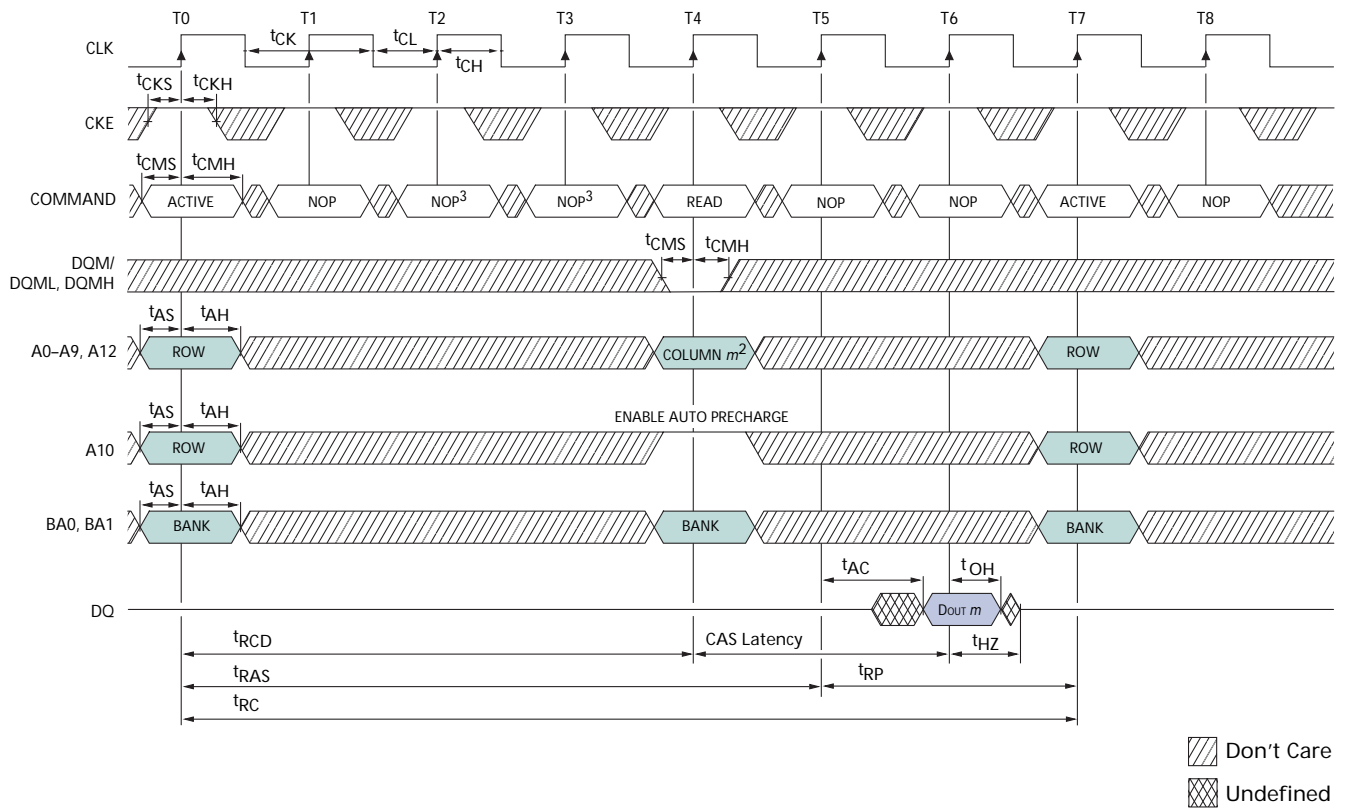 T0 T1 T2 T3 T4 T5 T6 T7 T8
CLK tCK tCL tCH
tCKS tCKH
CKE
tCMS tCMH
COMMAND ACTIVE NOP NOP³ NOP³ READ NOP NOP ACTIVE NOP
tCMS tCMH
DQM/
DQML, DQMH
tAS tAH
A0–A9, A12 ROW COLUMN m² ROW
ENABLE AUTO PRECHARGE
tAS tAH
A10 ROW ROW
tAS tAH
BA0, BA1 BANK BANK BANK
tAC tOH
DQ DOUT m
tRCD CAS Latency tHZ
tRAS tRP
tRC
Don't Care
Undefined